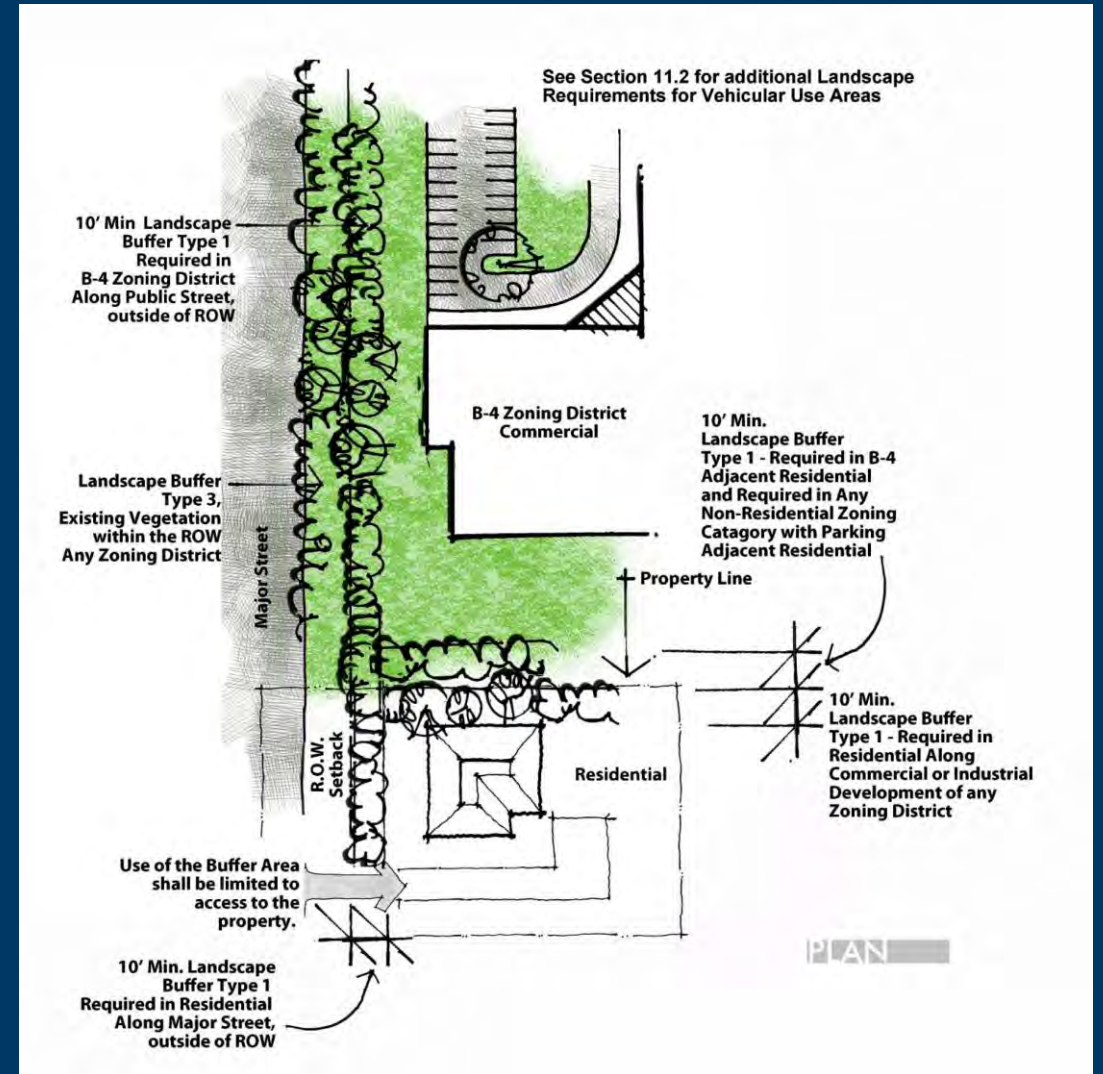 See Section 11.2 for additional Landscape
Requirements for Vehicular Use Areas
10' Min Landscape
Buffer Type 1
Required in
B-4 Zoning District
Along Public Street,
outside of ROW
B-4 Zoning District
Commercial
10' Min.
Landscape Buffer
Type 1 - Required in B-4
Adjacent Residential
and Required in Any
Non-Residential Zoning
Catagory with Parking
Adjacent Residential
Landscape Buffer
Type 3,
Existing Vegetation
within the ROW
Any Zoning District
Major Street
Property Line
10' Min.
Landscape Buffer
Type 1 - Required in
Residential Along
Commercial or Industrial
Development of any
Zoning District
R.O.W.
Setback
Residential
Use of the Buffer Area
shall be limited to
access to the
property.
PLAN
10' Min. Landscape
Buffer Type 1
Required in Residential
Along Major Street,
outside of ROW